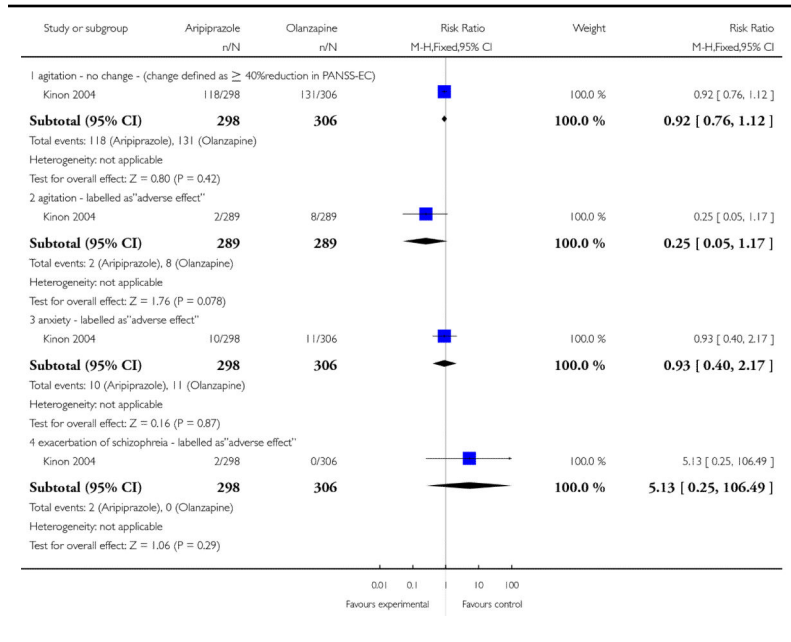 Study or subgroup Aripiprazole Olanzapine Risk Ratio Weight Risk Ratio
n/N n/N M-H,Fixed,95% CI M-H,Fixed,95% CI
1 agitation - no change - (change defined as ≥ 40%reduction in PANSS-EC)
Kinon 2004 118/298 131/306 100.0 % 0.92 [ 0.76, 1.12 ]
Subtotal (95% CI) 298 306 100.0 % 0.92 [ 0.76, 1.12 ]
Total events: 118 (Aripiprazole), 131 (Olanzapine)
Heterogeneity: not applicable
Test for overall effect: Z = 0.80 (P = 0.42)
2 agitation - labelled as"adverse effect"
Kinon 2004 2/289 8/289 100.0 % 0.25 [ 0.05, 1.17 ]
Subtotal (95% CI) 289 289 100.0 % 0.25 [ 0.05, 1.17 ]
Total events: 2 (Aripiprazole), 8 (Olanzapine)
Heterogeneity: not applicable
Test for overall effect: Z = 1.76 (P = 0.078)
3 anxiety - labelled as"adverse effect"
Kinon 2004 10/298 11/306 100.0 % 0.93 [ 0.40, 2.17 ]
Subtotal (95% CI) 298 306 100.0 % 0.93 [ 0.40, 2.17 ]
Total events: 10 (Aripiprazole), 11 (Olanzapine)
Heterogeneity: not applicable
Test for overall effect: Z = 0.16 (P = 0.87)
4 exacerbation of schizophreia - labelled as"adverse effect"
Kinon 2004 2/298 0/306 100.0 % 5.13 [ 0.25, 106.49 ]
Subtotal (95% CI) 298 306 100.0 % 5.13 [ 0.25, 106.49 ]
Total events: 2 (Aripiprazole), 0 (Olanzapine)
Heterogeneity: not applicable
Test for overall effect: Z = 1.06 (P = 0.29)
0.01 0.1 1 10 100
Favours experimental Favours control